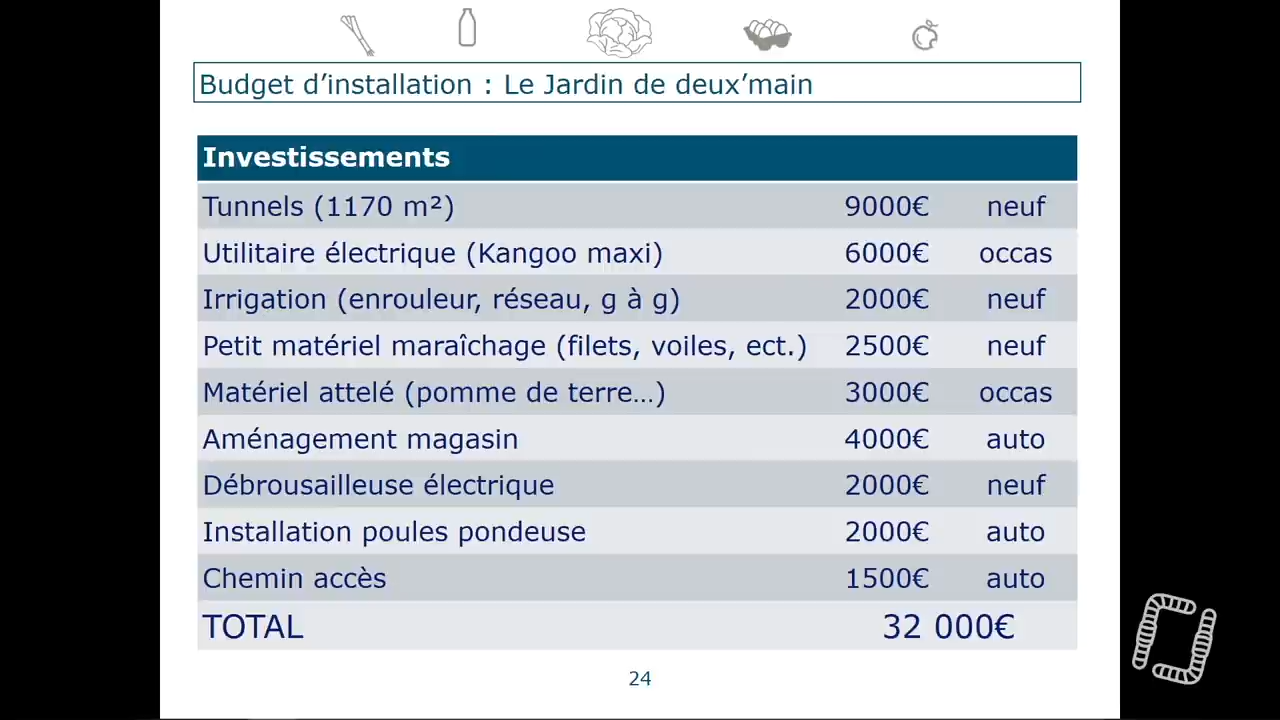 Budget d’installation : Le Jardin de deux’main
Investissements
Tunnels (1170 m²) 9000€ neuf
Utilitaire électrique (Kangoo maxi) 6000€ occas
Irrigation (enrouleur, réseau, g à g) 2000€ neuf
Petit matériel maraîchage (filets, voiles, ect.) 2500€ neuf
Matériel attelé (pomme de terre…) 3000€ occas
Aménagement magasin 4000€ auto
Débrousailleuse électrique 2000€ neuf
Installation poules pondeuse 2000€ auto
Chemin accès 1500€ auto
TOTAL 32 000€
24